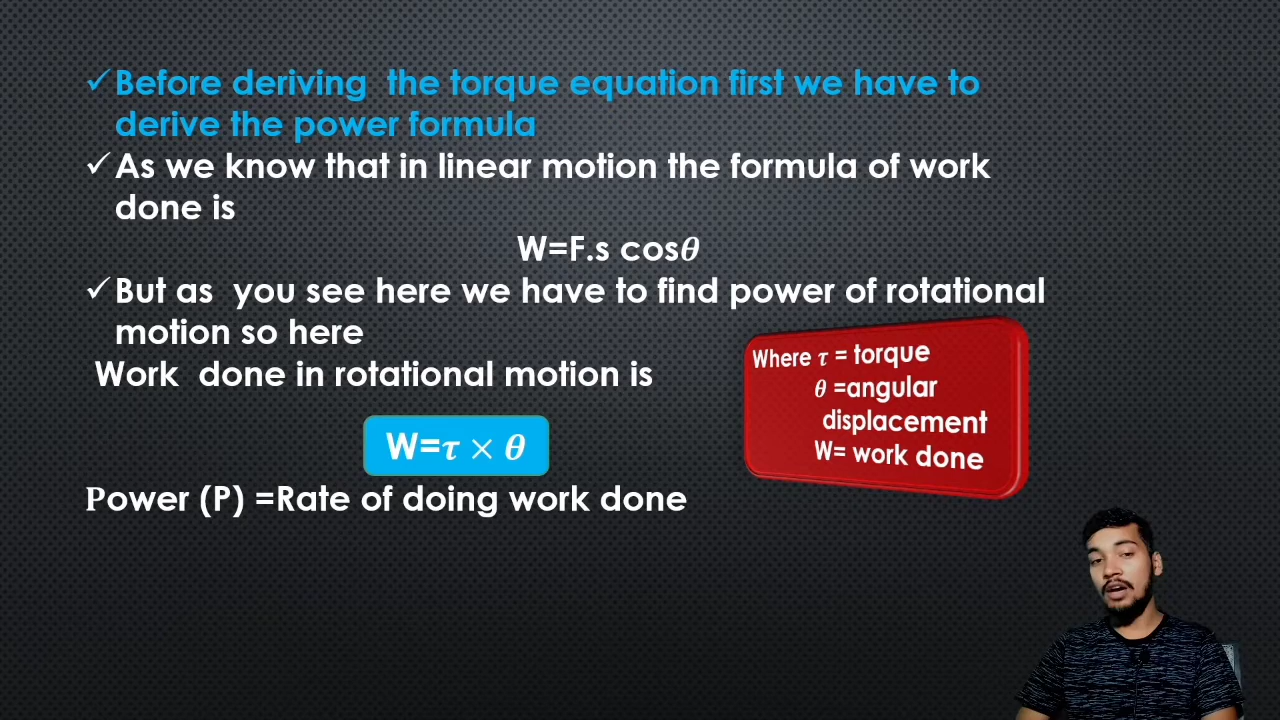 ✓Before deriving the torque equation first we have to
derive the power formula
✓As we know that in linear motion the formula of work
done is
W=F.s cos𝜃
✓But as you see here we have to find power of rotational
motion so here
Work done in rotational motion is
Where 𝜏 = torque
𝜃 =angular
displacement
W= work done
W=𝜏 × 𝜃
Power (P) =Rate of doing work done